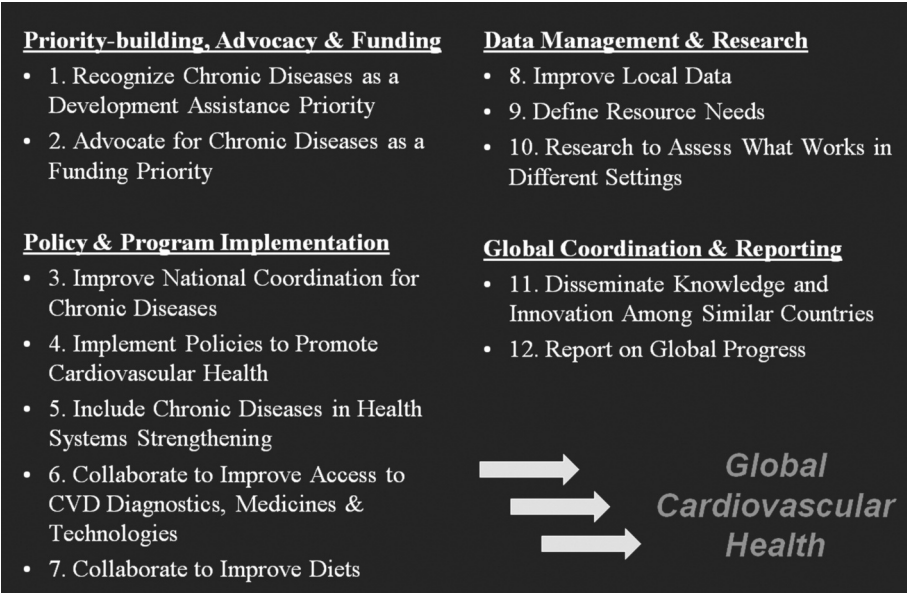 Priority-building, Advocacy & Funding
• 1. Recognize Chronic Diseases as a
Development Assistance Priority
• 2. Advocate for Chronic Diseases as a
Funding Priority
Policy & Program Implementation
• 3. Improve National Coordination for
Chronic Diseases
• 4. Implement Policies to Promote
Cardiovascular Health
• 5. Include Chronic Diseases in Health
Systems Strengthening
• 6. Collaborate to Improve Access to
CVD Diagnostics, Medicines &
Technologies
• 7. Collaborate to Improve Diets
Data Management & Research
• 8. Improve Local Data
• 9. Define Resource Needs
• 10. Research to Assess What Works in
Different Settings
Global Coordination & Reporting
• 11. Disseminate Knowledge and
Innovation Among Similar Countries
• 12. Report on Global Progress
Global
Cardiovascular
Health